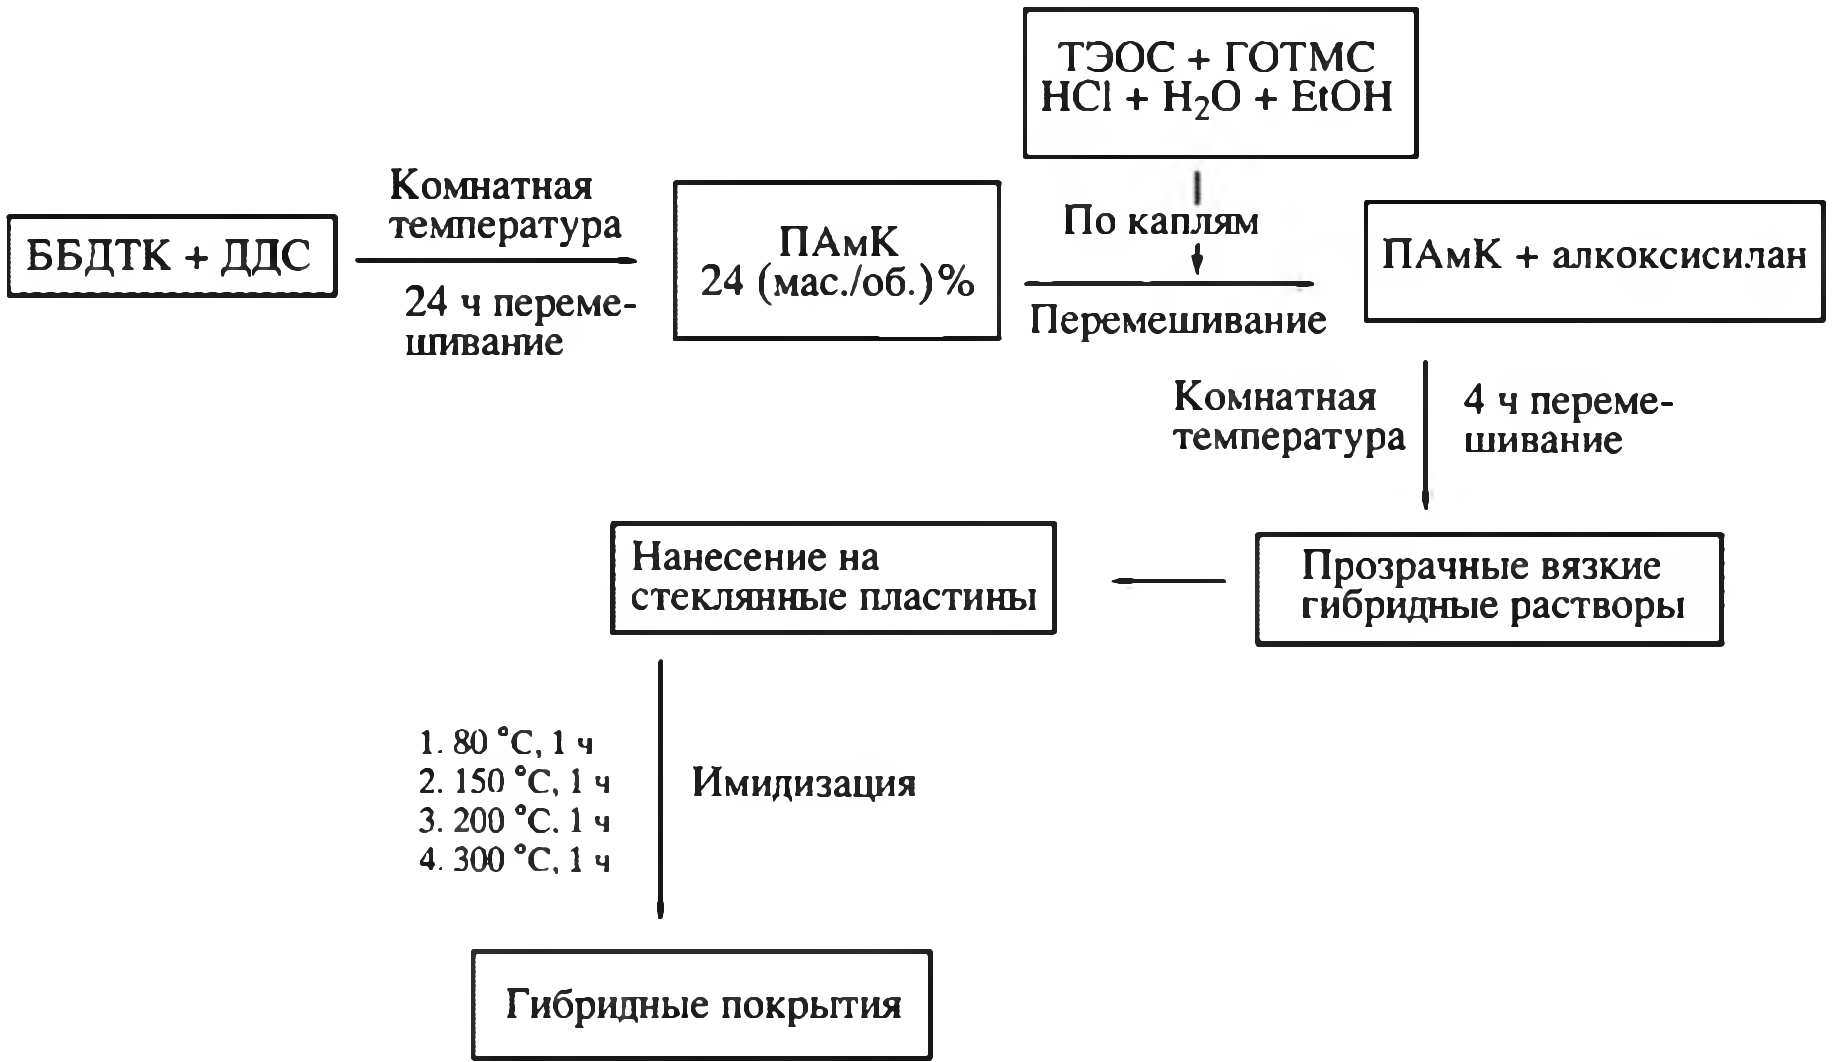 ТЭОС + ГОТМС
HCl + H₂O + EtOH
Комнатная
температура
ББДТК + ДДС
24 ч переме-
шивание
ПАмК
24 (мас./об.)%
По каплям
Перемешивание
ПАмК + алкоксисилан
Комнатная
температура
4 ч переме-
шивание
Прозрачные вязкие
гибридные растворы
Нанесение на
стеклянные пластины
1. 80 °C, 1 ч
2. 150 °C, 1 ч
3. 200 °C. 1 ч
4. 300 °C, 1 ч
Имидизация
Гибридные покрытия